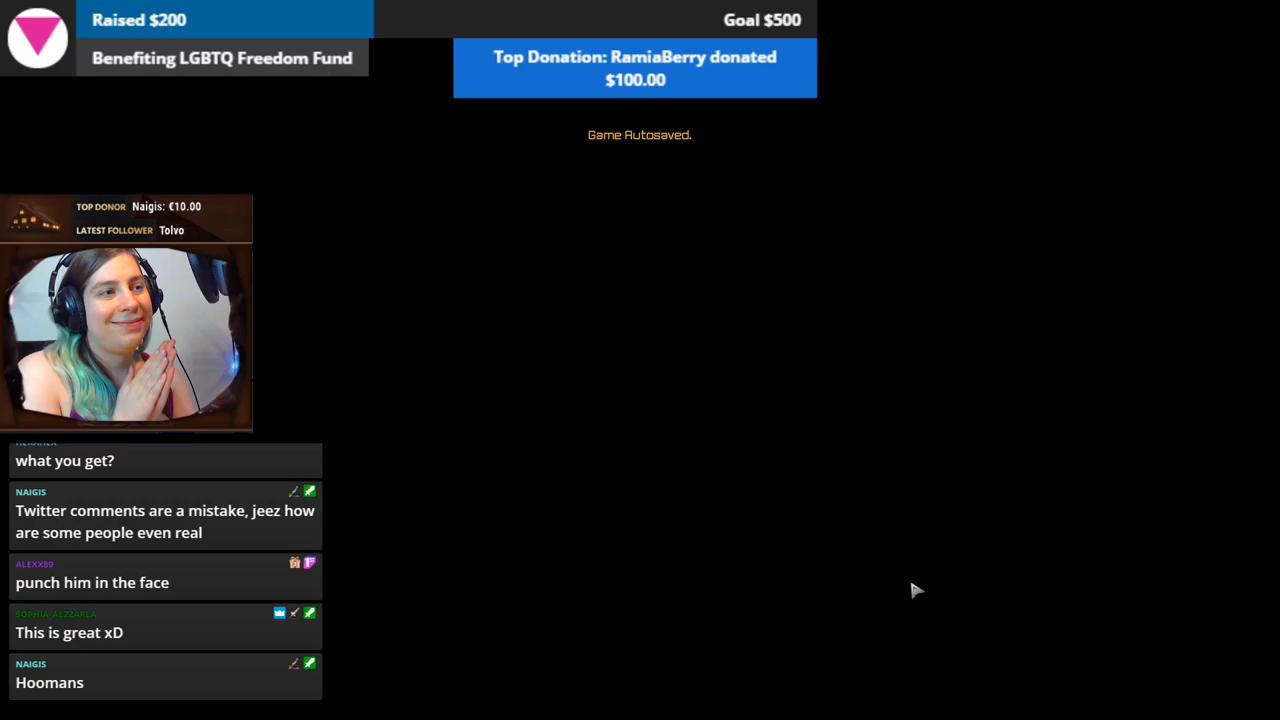 Raised $200
Goal $500
Benefiting LGBTQ Freedom Fund
Top Donation: RamiaBerry donated
$100.00
Game Autosaved.
TOP DONOR Naigis: €10.00
LATEST FOLLOWER Tolvo
what you get?
NAIGIS
Twitter comments are a mistake, jeez how
are some people even real
ALEXX89
punch him in the face
SOPHIA_ALZZARLA
This is great xD
NAIGIS
Hoomans